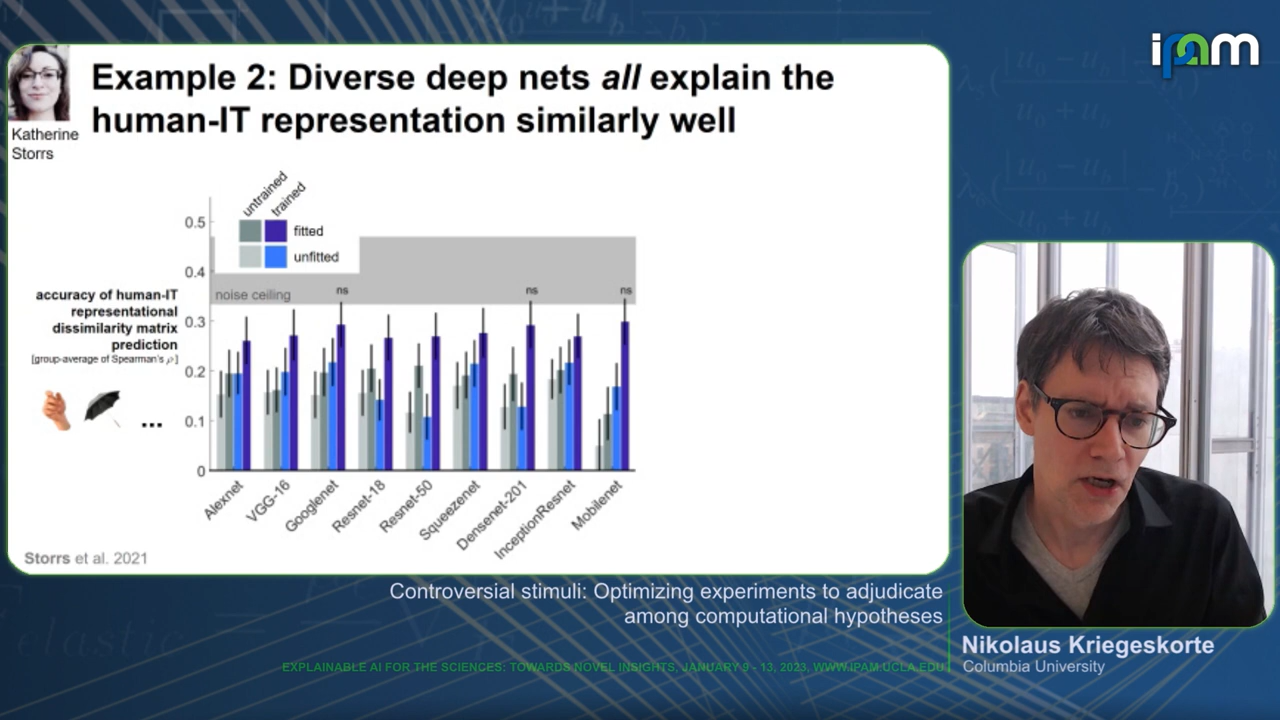 ipam
Example 2: Diverse deep nets all explain the
human-IT representation similarly well
Katherine
Storrs
untrained
trained
fitted
unfitted
0.5
0.4
0.3
0.2
0.1
0
noise ceiling
ns
ns
ns
accuracy of human-IT
representational
dissimilarity matrix
prediction
[group-average of Spearman's ρ]
...
Alexnet
VGG-16
Googlenet
Resnet-18
Resnet-50
Squeezenet
Densenet-201
InceptionResnet
Mobilenet
Storrs et al. 2021
Controversial stimuli: Optimizing experiments to adjudicate
among computational hypotheses
Nikolaus Kriegeskorte
Columbia University
EXPLAINABLE AI FOR THE SCIENCES: TOWARDS NOVEL INSIGHTS, JANUARY 9 - 13, 2023, WWW.IPAM.UCLA.EDU
elastic